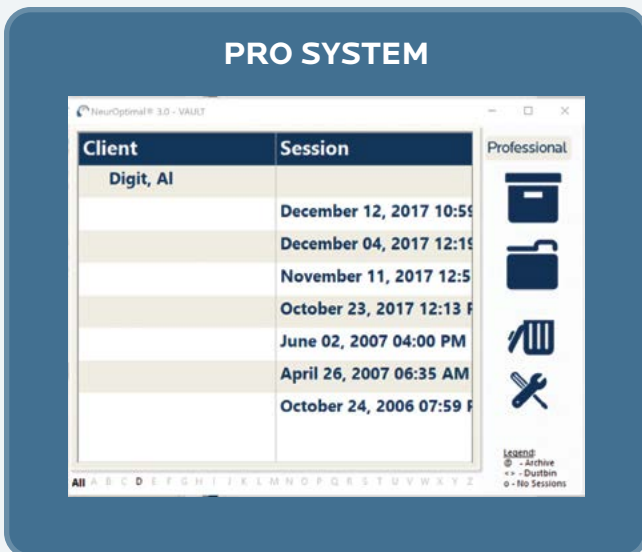 PRO SYSTEM
NeurOptimal® 3.0 - VAULT
Client Session Professional
Digit, Al
December 12, 2017 10:59
December 04, 2017 12:19
November 11, 2017 12:5
October 23, 2017 12:13 P
June 02, 2007 04:00 PM
April 26, 2007 06:35 AM
October 24, 2006 07:59 P
Legend:
@ - Archive
<> - Dustbin
o - No Sessions
All A B C D E F G H I J K L M N O P Q R S T U V W X Y Z